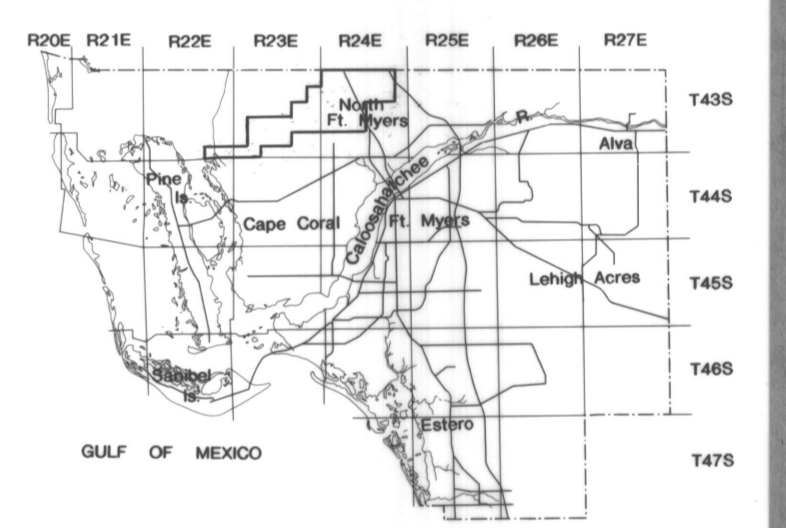 R20E R21E R22E R23E R24E R25E R26E R27E
T43S
North
Ft. Myers
R.
Alva
Pine
Is.
T44S
Caloosahatchee
Cape Coral
Ft. Myers
Lehigh Acres
T45S
Sanibel
Is.
T46S
Estero
GULF OF MEXICO
T47S